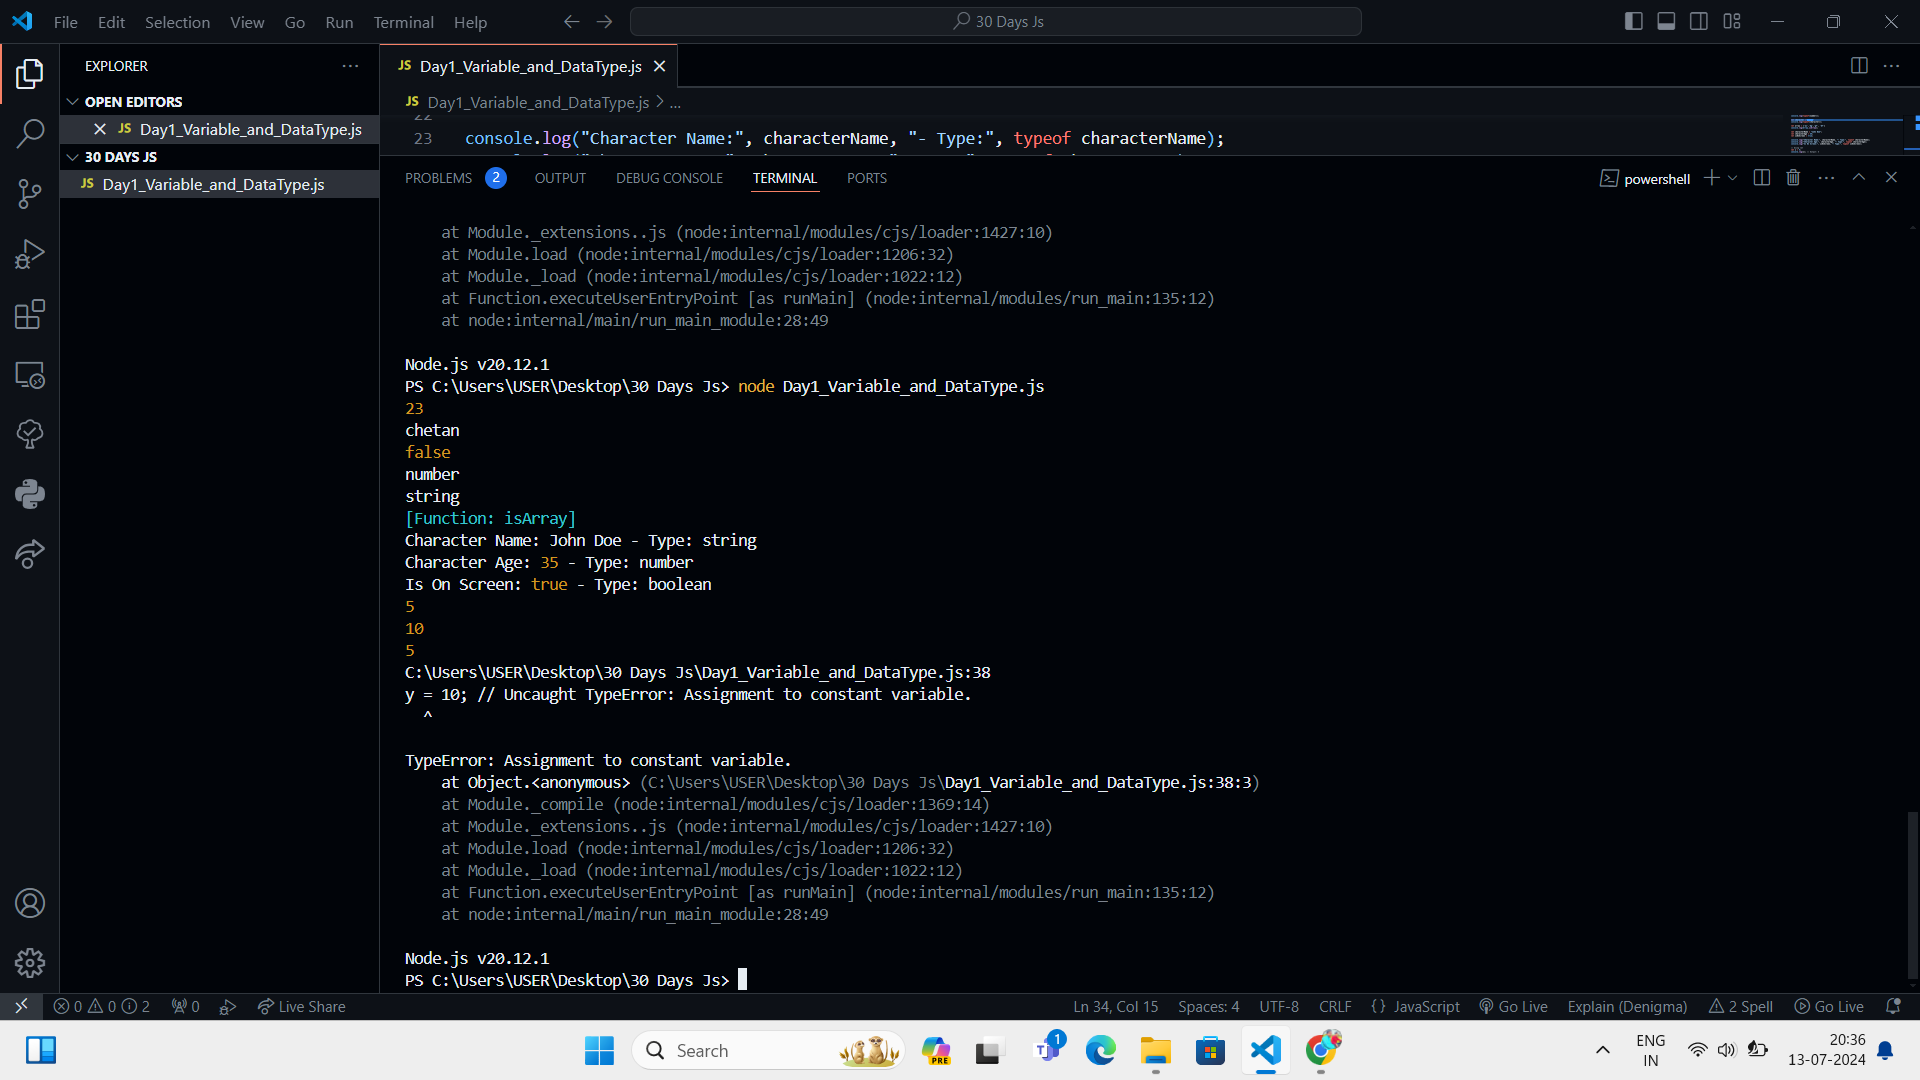 File Edit Selection View Go Run Terminal Help
30 Days Js
EXPLORER
OPEN EDITORS
JS Day1_Variable_and_DataType.js
30 DAYS JS
JS Day1_Variable_and_DataType.js
JS Day1_Variable_and_DataType.js
JS Day1_Variable_and_DataType.js > ...
22
23 console.log("Character Name:", characterName, "- Type:", typeof characterName);
PROBLEMS 2 OUTPUT DEBUG CONSOLE TERMINAL PORTS
powershell
at Module._extensions..js (node:internal/modules/cjs/loader:1427:10)
at Module.load (node:internal/modules/cjs/loader:1206:32)
at Module._load (node:internal/modules/cjs/loader:1022:12)
at Function.executeUserEntryPoint [as runMain] (node:internal/modules/run_main:135:12)
at node:internal/main/run_main_module:28:49
Node.js v20.12.1
PS C:\Users\USER\Desktop\30 Days Js> node Day1_Variable_and_DataType.js
23
chetan
false
number
string
[Function: isArray]
Character Name: John Doe - Type: string
Character Age: 35 - Type: number
Is On Screen: true - Type: boolean
5
10
5
C:\Users\USER\Desktop\30 Days Js\Day1_Variable_and_DataType.js:38
y = 10; // Uncaught TypeError: Assignment to constant variable.
^
TypeError: Assignment to constant variable.
at Object.<anonymous> (C:\Users\USER\Desktop\30 Days Js\Day1_Variable_and_DataType.js:38:3)
at Module._compile (node:internal/modules/cjs/loader:1369:14)
at Module._extensions..js (node:internal/modules/cjs/loader:1427:10)
at Module.load (node:internal/modules/cjs/loader:1206:32)
at Module._load (node:internal/modules/cjs/loader:1022:12)
at Function.executeUserEntryPoint [as runMain] (node:internal/modules/run_main:135:12)
at node:internal/main/run_main_module:28:49
Node.js v20.12.1
PS C:\Users\USER\Desktop\30 Days Js>
0 0 2 0 Live Share Ln 34, Col 15 Spaces: 4 UTF-8 CRLF {} JavaScript Go Live Explain (Denigma) 2 Spell Go Live
Search
PRE
1
ENG
IN
20:36
13-07-2024